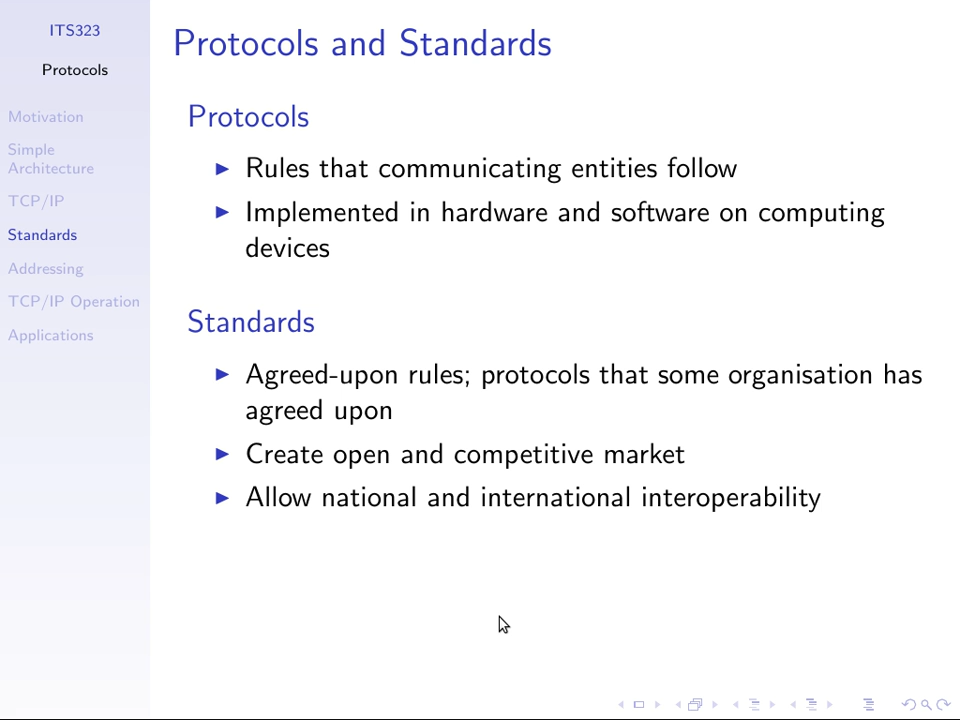 ITS323
Protocols
Motivation
Simple
Architecture
TCP/IP
Standards
Addressing
TCP/IP Operation
Applications
Protocols and Standards
Protocols
Rules that communicating entities follow
Implemented in hardware and software on computing
devices
Standards
Agreed-upon rules; protocols that some organisation has
agreed upon
Create open and competitive market
Allow national and international interoperability